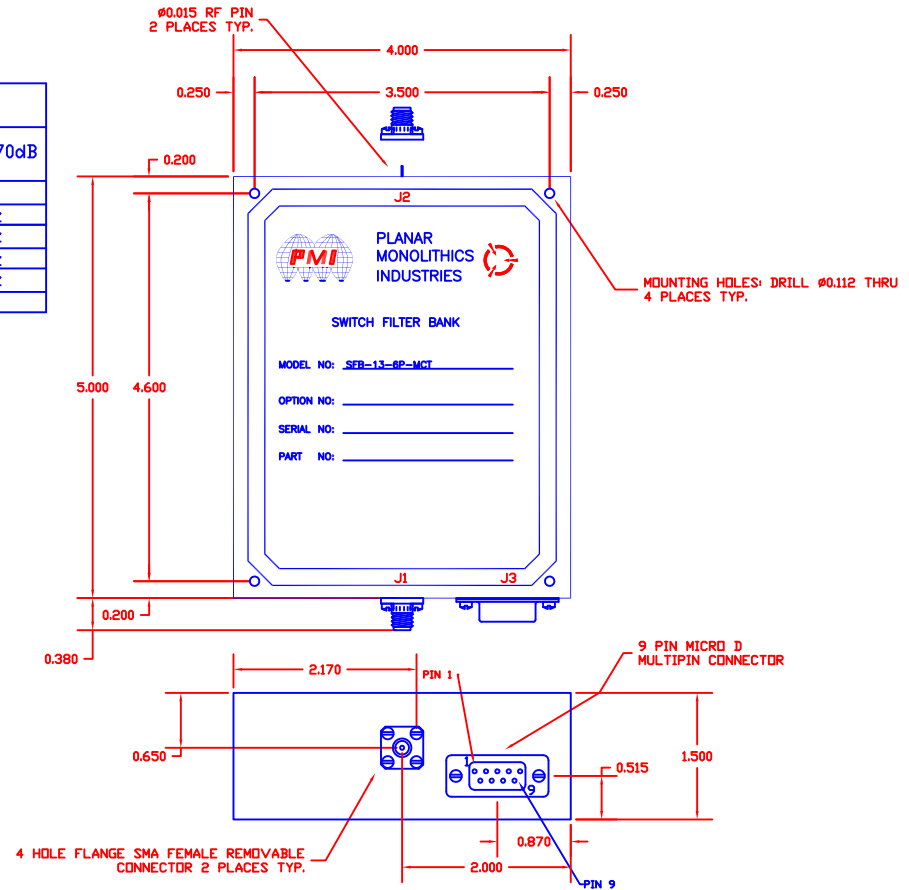 ø0.015 RF PIN
2 PLACES TYP.
4.000
0.250
3.500
0.250
70dB
0.200
J2
PMI
PLANAR
MONOLITHICS
INDUSTRIES
MOUNTING HOLES: DRILL ø0.112 THRU
4 PLACES TYP.
SWITCH FILTER BANK
MODEL NO: SFB-13-6P-MCT
5.000
4.600
OPTION NO:
SERIAL NO:
PART NO:
J1
J3
0.200
0.380
9 PIN MICRO D
MULTIPIN CONNECTOR
2.170
PIN 1
0.650
1
9
0.515
1.500
0.870
4 HOLE FLANGE SMA FEMALE REMOVABLE
CONNECTOR 2 PLACES TYP.
2.000
PIN 9